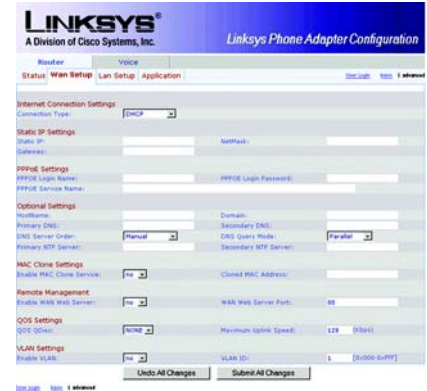 LINKSYS®
A Division of Cisco Systems, Inc.
Linksys Phone Adapter Configuration
Router Voice
Status Wan Setup Lan Setup Application User Login basic | advanced
Internet Connection Settings
Connection Type: DHCP
Static IP Settings
Static IP: NetMask:
Gateway:
PPPoE Settings
PPPOE Login Name: PPPOE Login Password:
PPPOE Service Name:
Optional Settings
HostName: Domain:
Primary DNS: Secondary DNS:
DNS Server Order: Manual DNS Query Mode: Parallel
Primary NTP Server: Secondary NTP Server:
MAC Clone Settings
Enable MAC Clone Service: no Cloned MAC Address:
Remote Management
Enable WAN Web Server: no WAN Web Server Port: 80
QOS Settings
QOS QDisc: NONE Maximum Uplink Speed: 128 (Kbps)
VLAN Settings
Enable VLAN: no VLAN ID: 1 [0x000-0xFFF]
Undo All Changes Submit All Changes
User Login basic | advanced